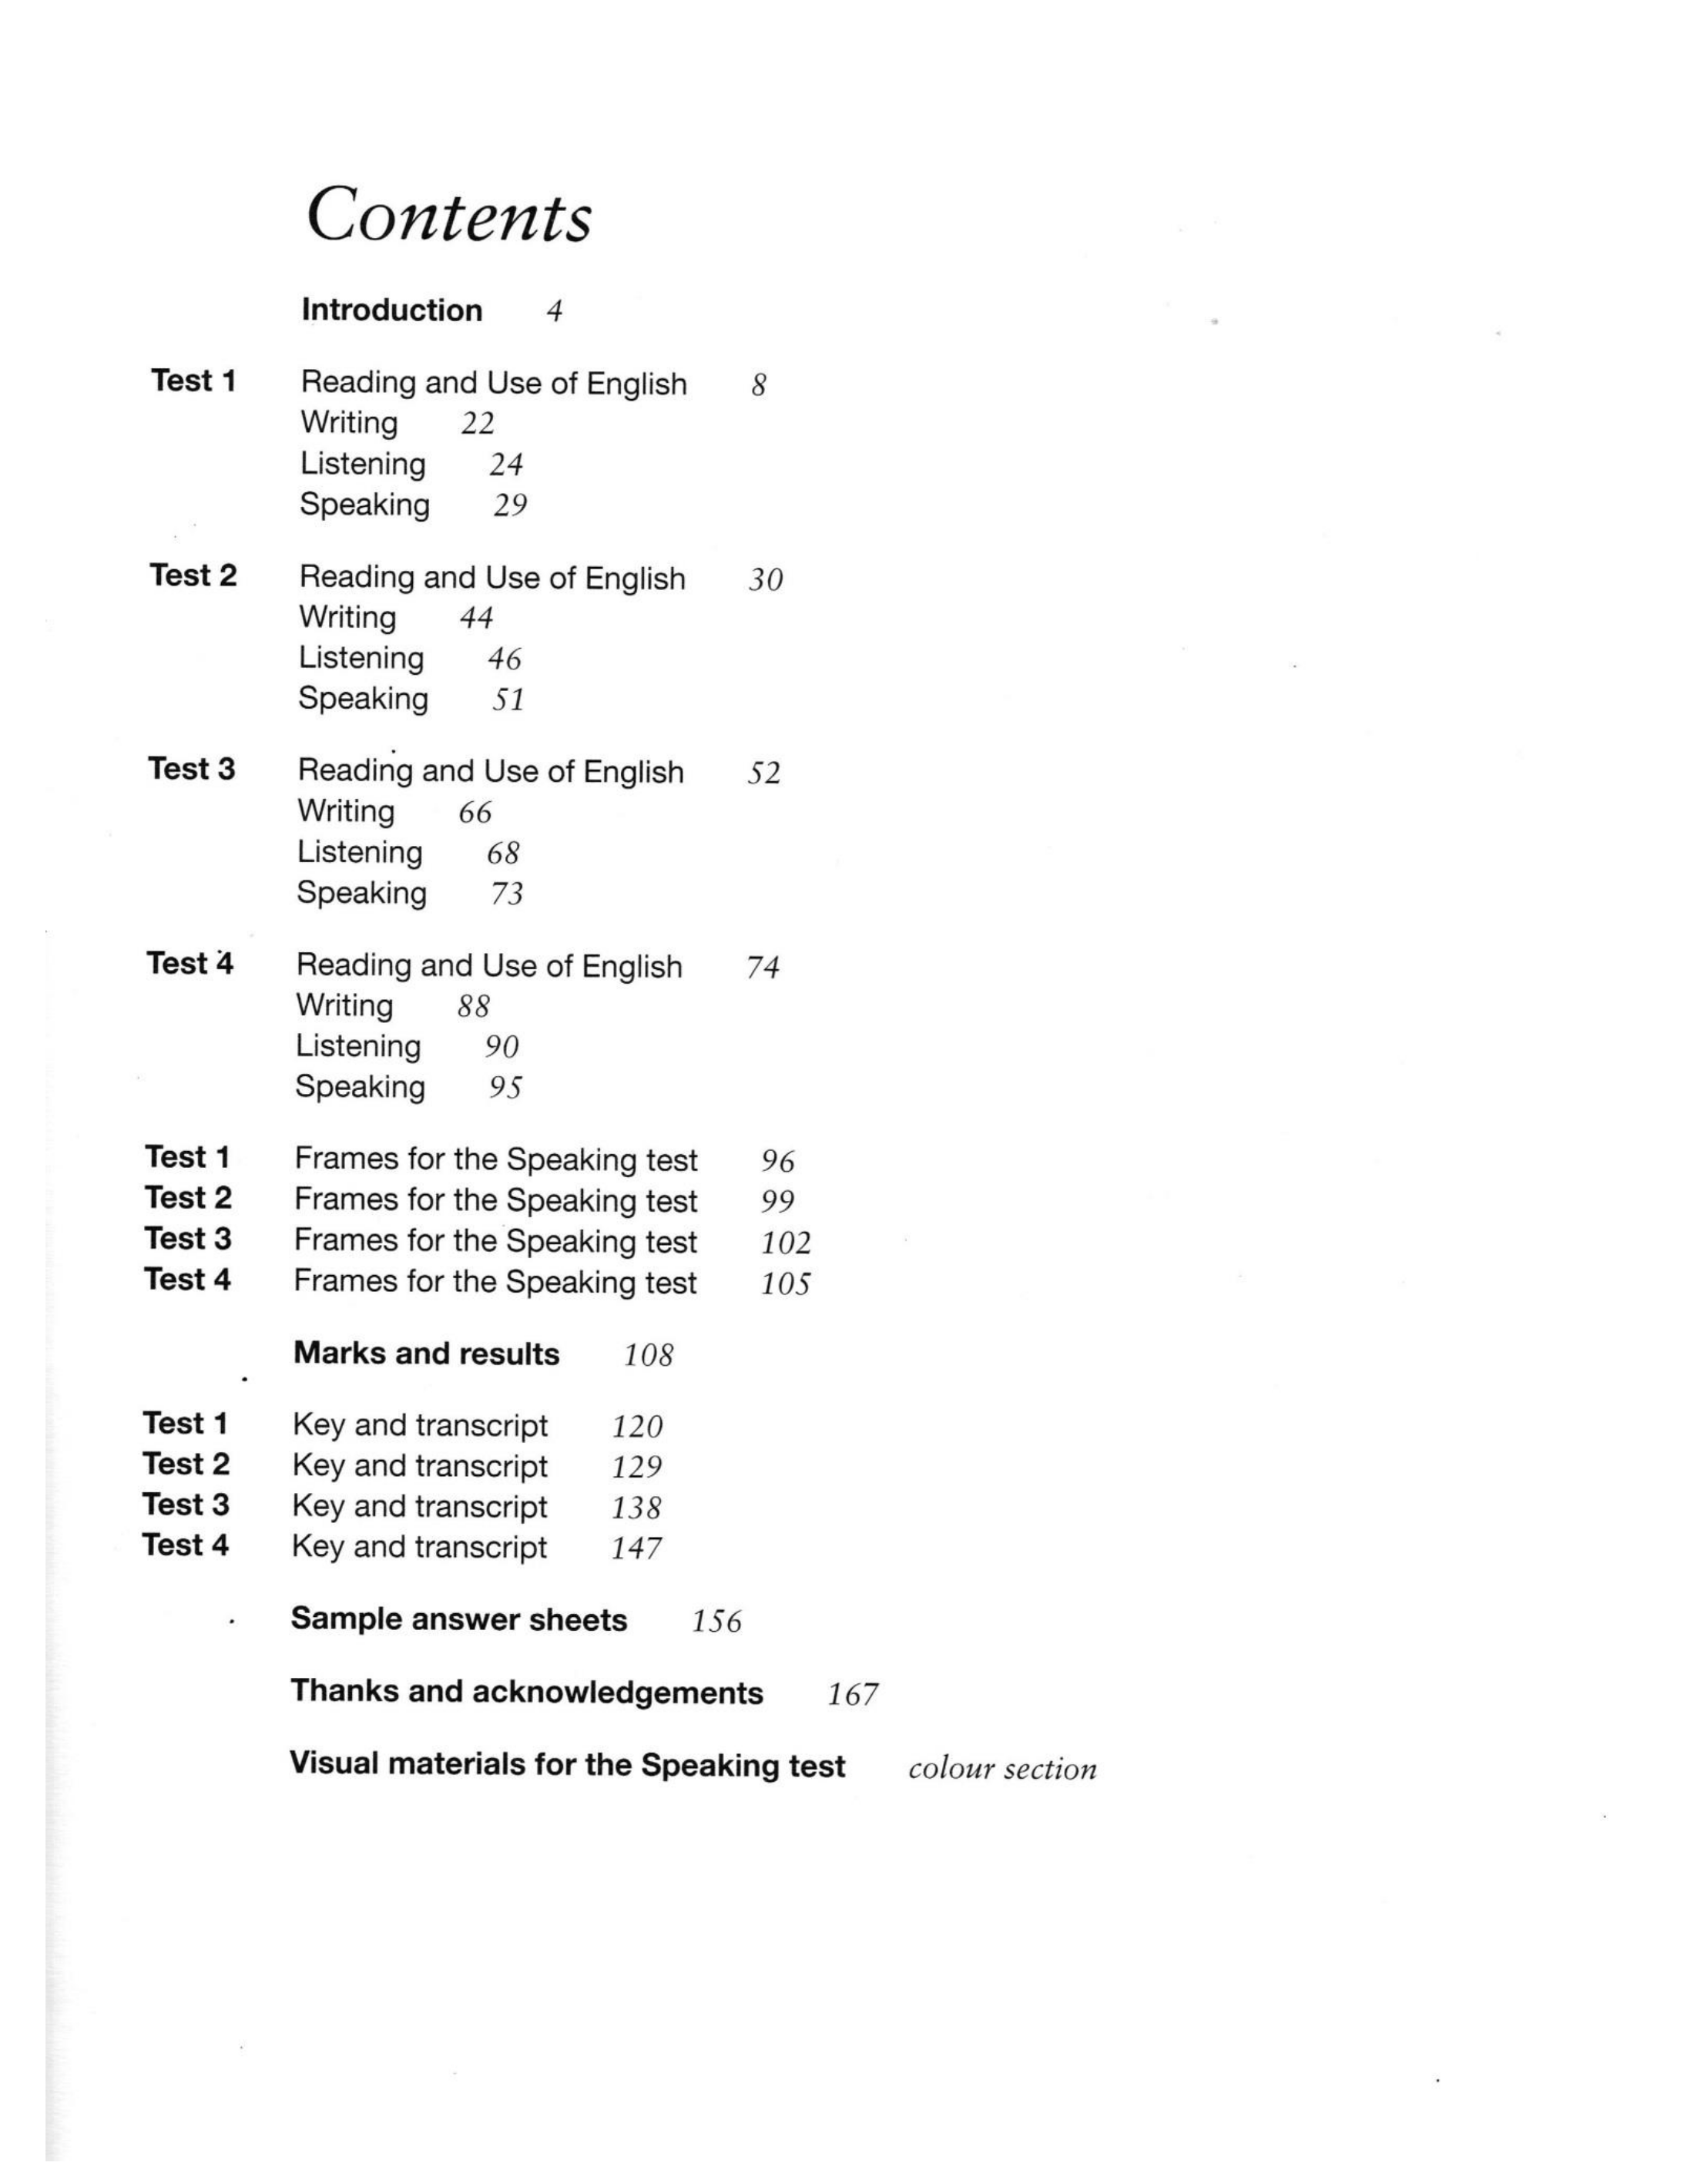 Contents
Introduction 4
Test 1 Reading and Use of English 8
Writing 22
Listening 24
Speaking 29
Test 2 Reading and Use of English 30
Writing 44
Listening 46
Speaking 51
Test 3 Reading and Use of English 52
Writing 66
Listening 68
Speaking 73
Test 4 Reading and Use of English 74
Writing 88
Listening 90
Speaking 95
Test 1 Frames for the Speaking test 96
Test 2 Frames for the Speaking test 99
Test 3 Frames for the Speaking test 102
Test 4 Frames for the Speaking test 105
Marks and results 108
Test 1 Key and transcript 120
Test 2 Key and transcript 129
Test 3 Key and transcript 138
Test 4 Key and transcript 147
Sample answer sheets 156
Thanks and acknowledgements 167
Visual materials for the Speaking test colour section